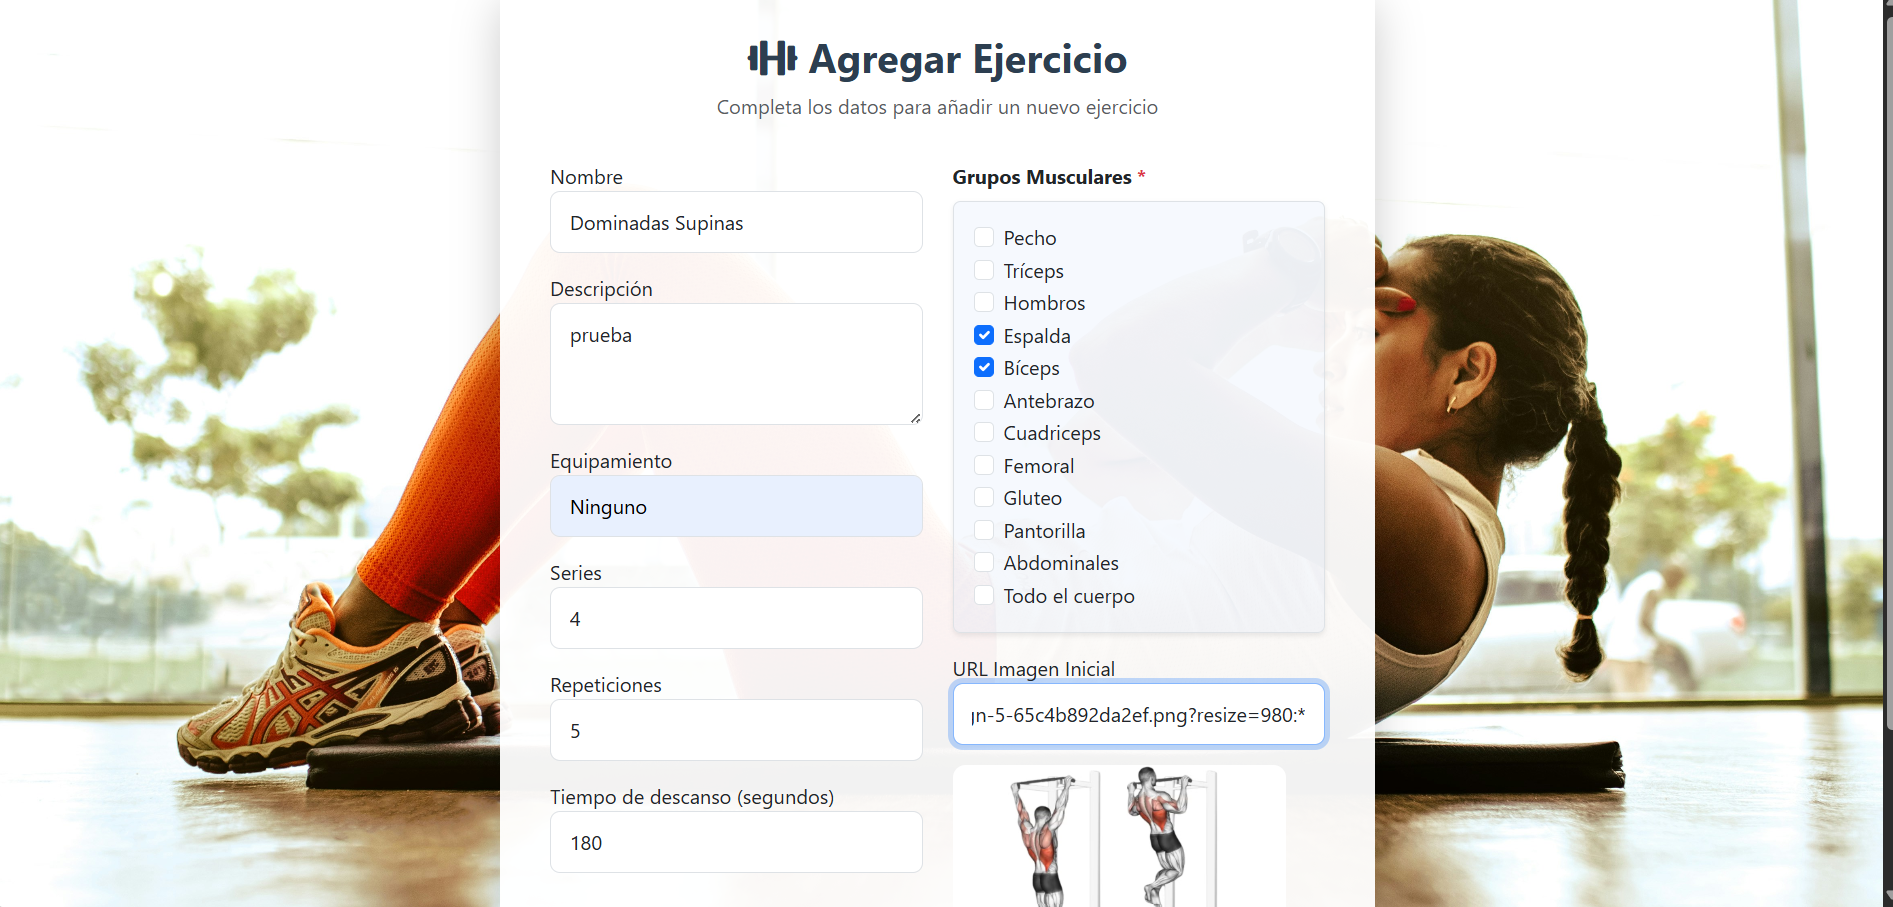 Agregar Ejercicio
Completa los datos para añadir un nuevo ejercicio
Nombre
Dominadas Supinas
Descripción
prueba
Equipamiento
Ninguno
Series
4
Repeticiones
5
Tiempo de descanso (segundos)
180
Grupos Musculares *
Pecho
Tríceps
Hombros
Espalda
Bíceps
Antebrazo
Cuadriceps
Femoral
Gluteo
Pantorilla
Abdominales
Todo el cuerpo
URL Imagen Inicial
gn-5-65c4b892da2ef.png?resize=980:*